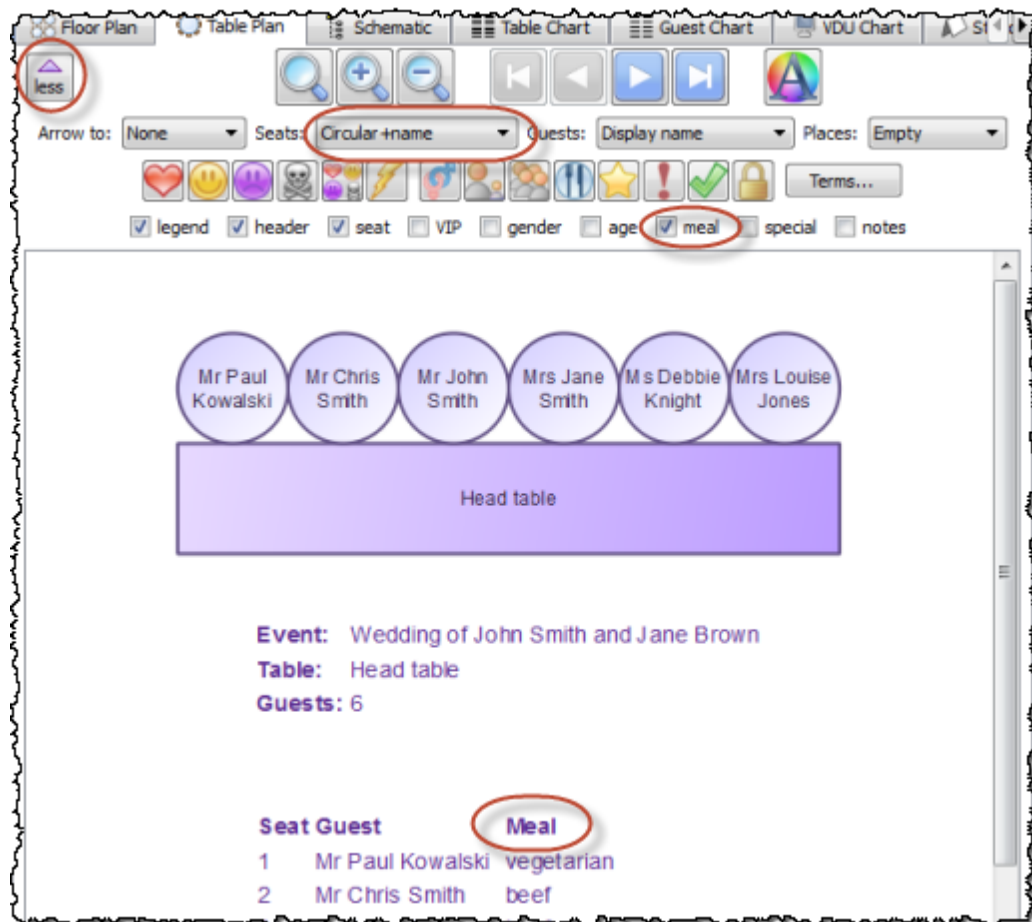 Floor Plan Table Plan Schematic Table Chart Guest Chart VDU Chart
less
Arrow to: None Seats: Circular +name Guests: Display name Places: Empty
Terms...
legend header seat VIP gender age meal special notes
Mr Paul Mr Chris Mr John Mrs Jane Ms Debbie Mrs Louise
Kowalski Smith Smith Smith Knight Jones
Head table
Event: Wedding of John Smith and Jane Brown
Table: Head table
Guests: 6
Seat Guest Meal
1 Mr Paul Kowalski vegetarian
2 Mr Chris Smith beef